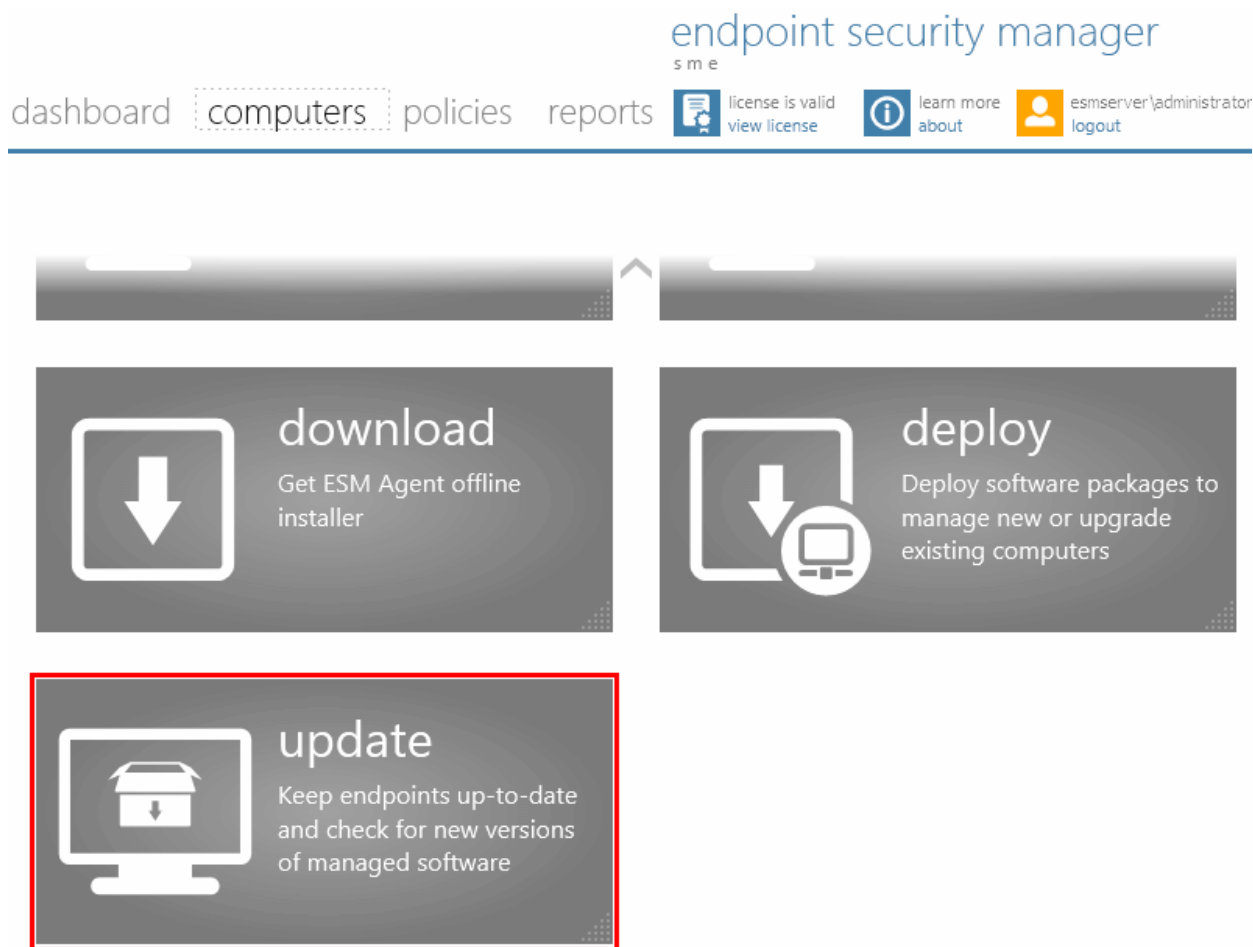 endpoint security manager
sme
dashboard computers policies reports
license is valid
view license
learn more
about
esmserver\administrator
logout
download
Get ESM Agent offline
installer
deploy
Deploy software packages to
manage new or upgrade
existing computers
update
Keep endpoints up-to-date
and check for new versions
of managed software